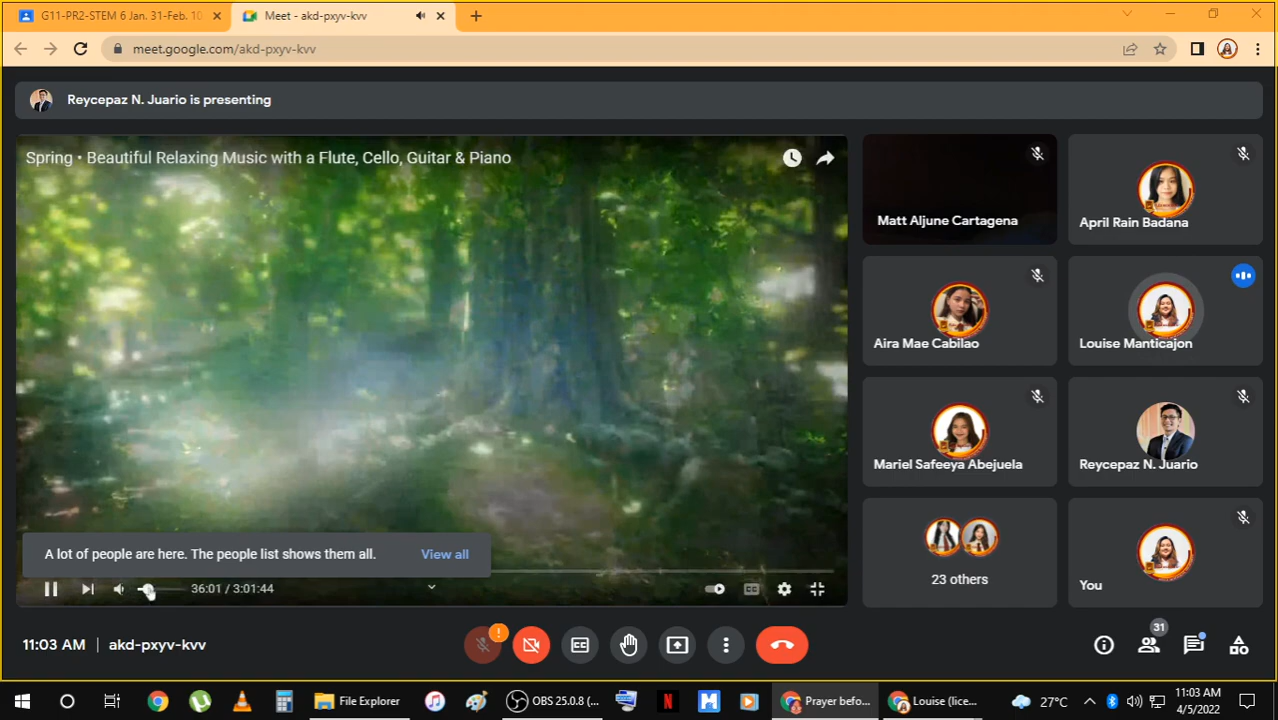 G11-PR2-STEM 6 Jan. 31-Feb. 10
Meet - akd-pxyv-kvv
meet.google.com/akd-pxyv-kvv
Reycepaz N. Juario is presenting
Spring • Beautiful Relaxing Music with a Flute, Cello, Guitar & Piano
Matt Aljune Cartagena
April Rain Badana
Aira Mae Cabilao
Louise Manticajon
Mariel Safeeya Abejuela
Reycepaz N. Juario
23 others
You
A lot of people are here. The people list shows them all.
View all
36:01 / 3:01:44
11:03 AM | akd-pxyv-kvv
31
File Explorer
OBS 25.0.8 (...
Prayer befo...
Louise (lice...
27°C
11:03 AM
4/5/2022